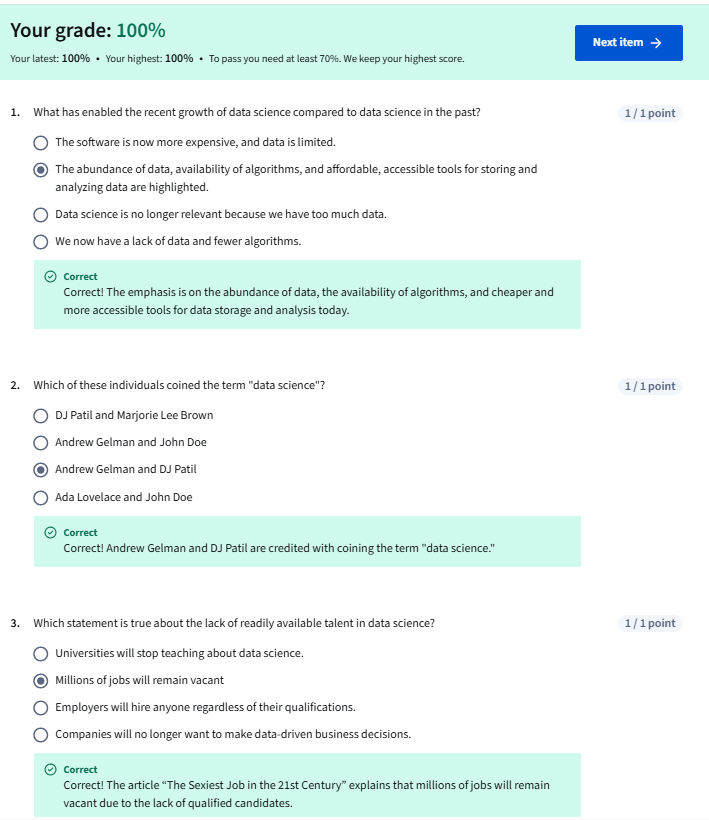 Your grade: 100%
Next item →
Your latest: 100% • Your highest: 100% • To pass you need at least 70%. We keep your highest score.
1. What has enabled the recent growth of data science compared to data science in the past?
1 / 1 point
The software is now more expensive, and data is limited.
The abundance of data, availability of algorithms, and affordable, accessible tools for storing and
analyzing data are highlighted.
Data science is no longer relevant because we have too much data.
We now have a lack of data and fewer algorithms.
Correct
Correct! The emphasis is on the abundance of data, the availability of algorithms, and cheaper and
more accessible tools for data storage and analysis today.
2. Which of these individuals coined the term "data science"?
1 / 1 point
DJ Patil and Marjorie Lee Brown
Andrew Gelman and John Doe
Andrew Gelman and DJ Patil
Ada Lovelace and John Doe
Correct
Correct! Andrew Gelman and DJ Patil are credited with coining the term "data science."
3. Which statement is true about the lack of readily available talent in data science?
1 / 1 point
Universities will stop teaching about data science.
Millions of jobs will remain vacant
Employers will hire anyone regardless of their qualifications.
Companies will no longer want to make data-driven business decisions.
Correct
Correct! The article “The Sexiest Job in the 21st Century” explains that millions of jobs will remain
vacant due to the lack of qualified candidates.